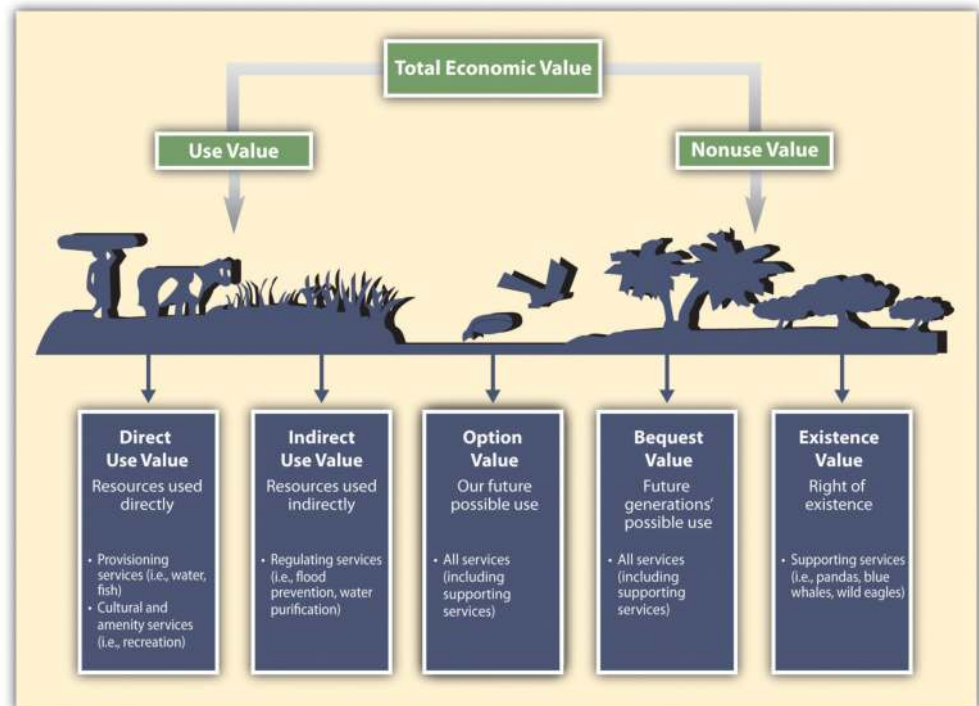 Total Economic Value
Use Value
Nonuse Value
Direct
Use Value
Resources used
directly
• Provisioning
services (i.e., water,
fish)
• Cultural and
amenity services
(i.e., recreation)
Indirect
Use Value
Resources used
indirectly
• Regulating services
(i.e., flood
prevention, water
purification)
Option
Value
Our future
possible use
• All services
(including
supporting
services)
Bequest
Value
Future
generations'
possible use
• All services
(including
supporting
services)
Existence
Value
Right of
existence
• Supporting services
(i.e., pandas, blue
whales, wild eagles)